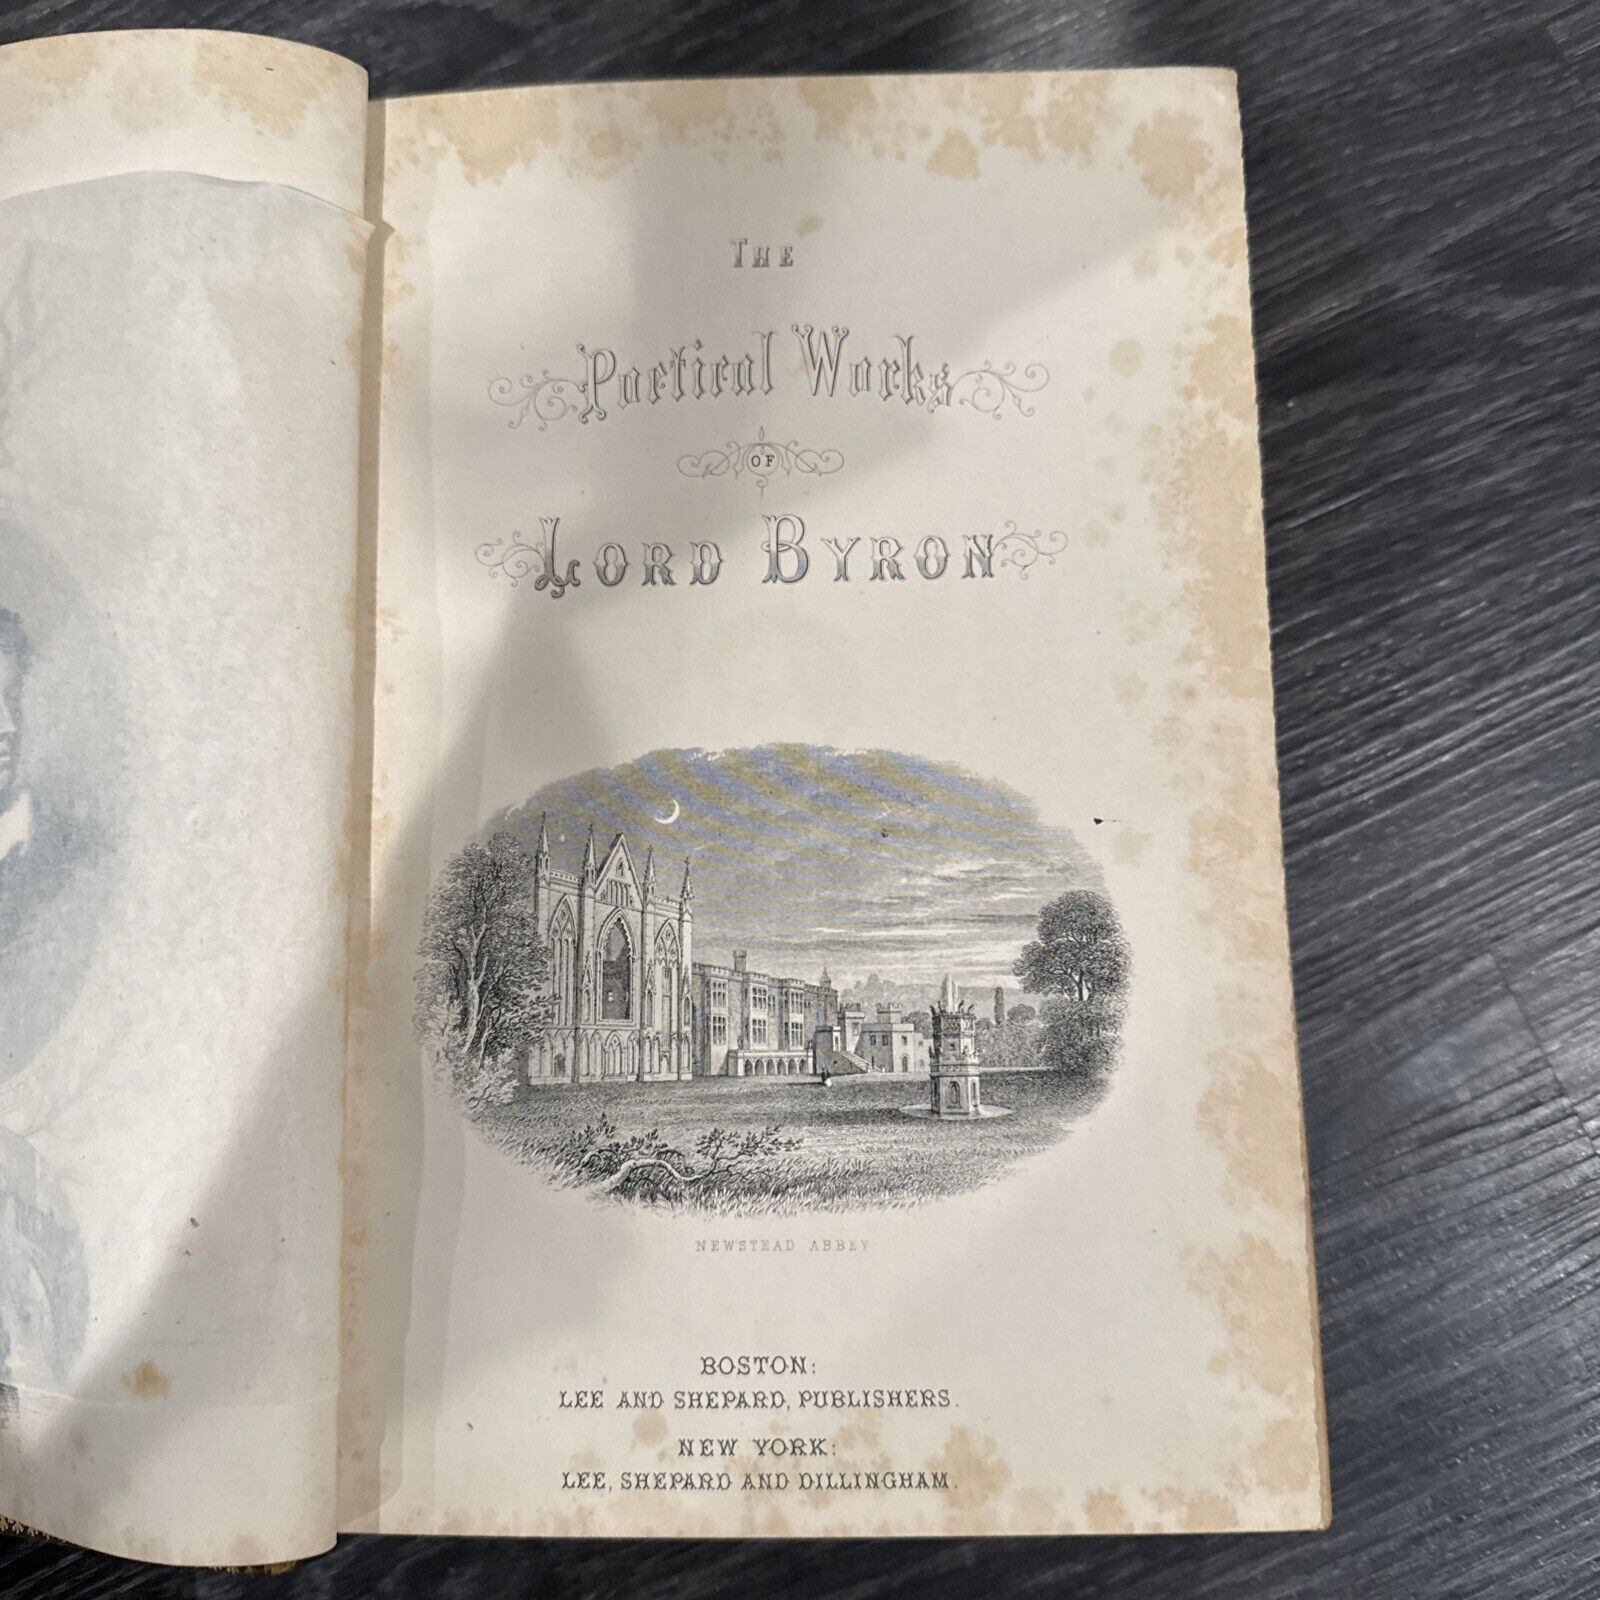 THE
Poetical Works
OF
LORD BYRON
NEWSTEAD ABBEY
BOSTON:
LEE AND SHEPARD, PUBLISHERS.
NEW YORK:
LEE, SHEPARD AND DILLINGHAM.